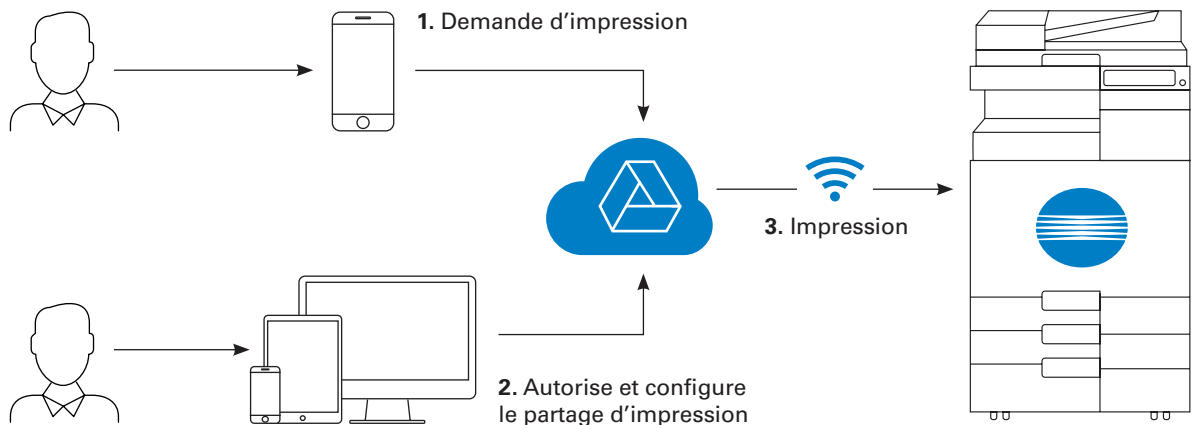 1. Demande d’impression
3. Impression
2. Autorise et configure
le partage d’impression